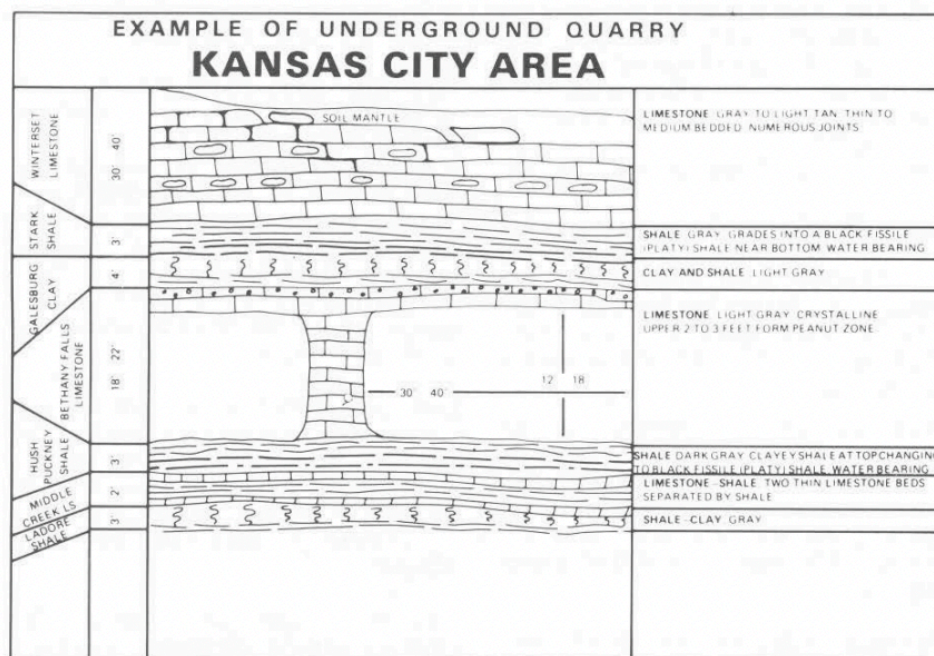 EXAMPLE OF UNDERGROUND QUARRY
KANSAS CITY AREA
WINTERSET
LIMESTONE
30' 40'
SOIL MANTLE
LIMESTONE GRAY TO LIGHT TAN THIN TO
MEDIUM BEDDED NUMEROUS JOINTS
STARK
SHALE
3'
SHALE GRAY GRADES INTO A BLACK FISSILE
(PLATY) SHALE NEAR BOTTOM WATER BEARING
GALESBURG
CLAY
4'
CLAY AND SHALE LIGHT GRAY
BETHANY FALLS
LIMESTONE
18' 22'
30 40
12 18
LIMESTONE LIGHT GRAY CRYSTALLINE
UPPER 2 TO 3 FEET FORM PEANUT ZONE
HUSH
PUCKNEY
SHALE
3'
SHALE DARK GRAY CLAYEY SHALE AT TOP CHANGING
TO BLACK FISSILE (PLATY) SHALE WATER BEARING
MIDDLE
CREEK LS
2'
LIMESTONE-SHALE TWO THIN LIMESTONE BEDS
SEPARATED BY SHALE
LADORE
SHALE
3'
SHALE-CLAY, GRAY